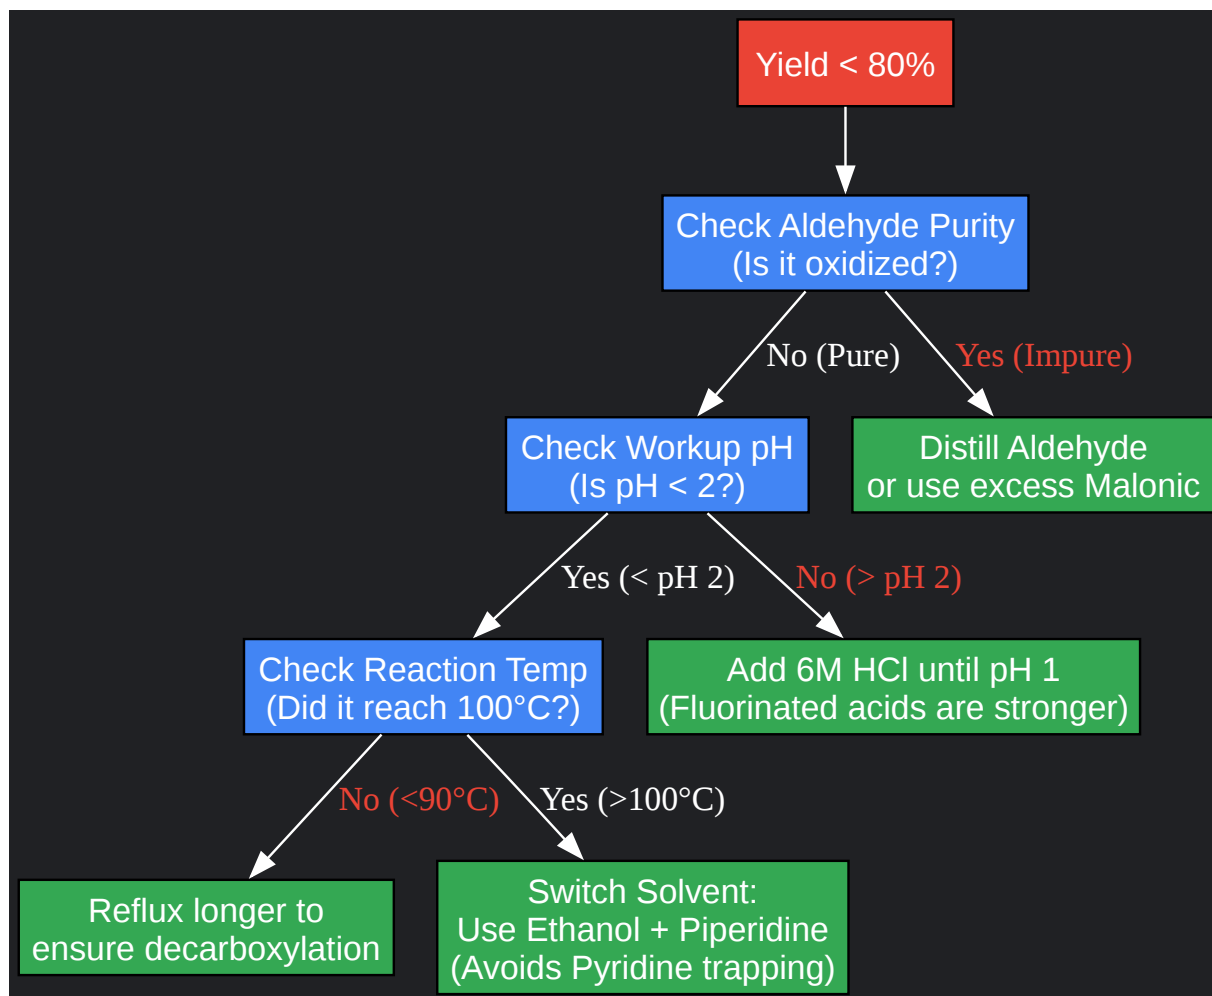 Yield < 80%
Check Aldehyde Purity
(Is it oxidized?)
No (Pure)
Yes (Impure)
Check Workup pH
(Is pH < 2?)
Distill Aldehyde
or use excess Malonic
Yes (< pH 2)
No (> pH 2)
Check Reaction Temp
(Did it reach 100°C?)
Add 6M HCl until pH 1
(Fluorinated acids are stronger)
No (<90°C)
Yes (>100°C)
Reflux longer to
ensure decarboxylation
Switch Solvent:
Use Ethanol + Piperidine
(Avoids Pyridine trapping)